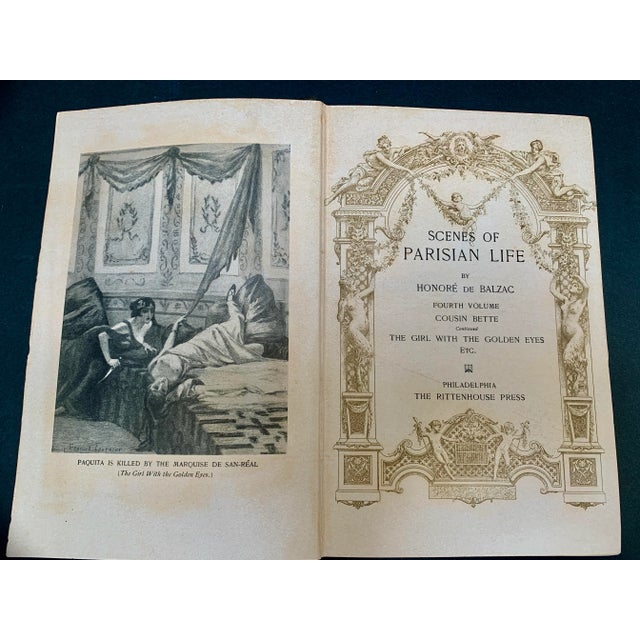 PAQUITA IS KILLED BY THE MARQUISE DE SAN-RÉAL
(The Girl With the Golden Eyes.)
SCENES OF
PARISIAN LIFE
BY
HONORÉ DE BALZAC
FOURTH VOLUME
COUSIN BETTE
Continued
THE GIRL WITH THE GOLDEN EYES
ETC.
PHILADELPHIA
THE RITTENHOUSE PRESS